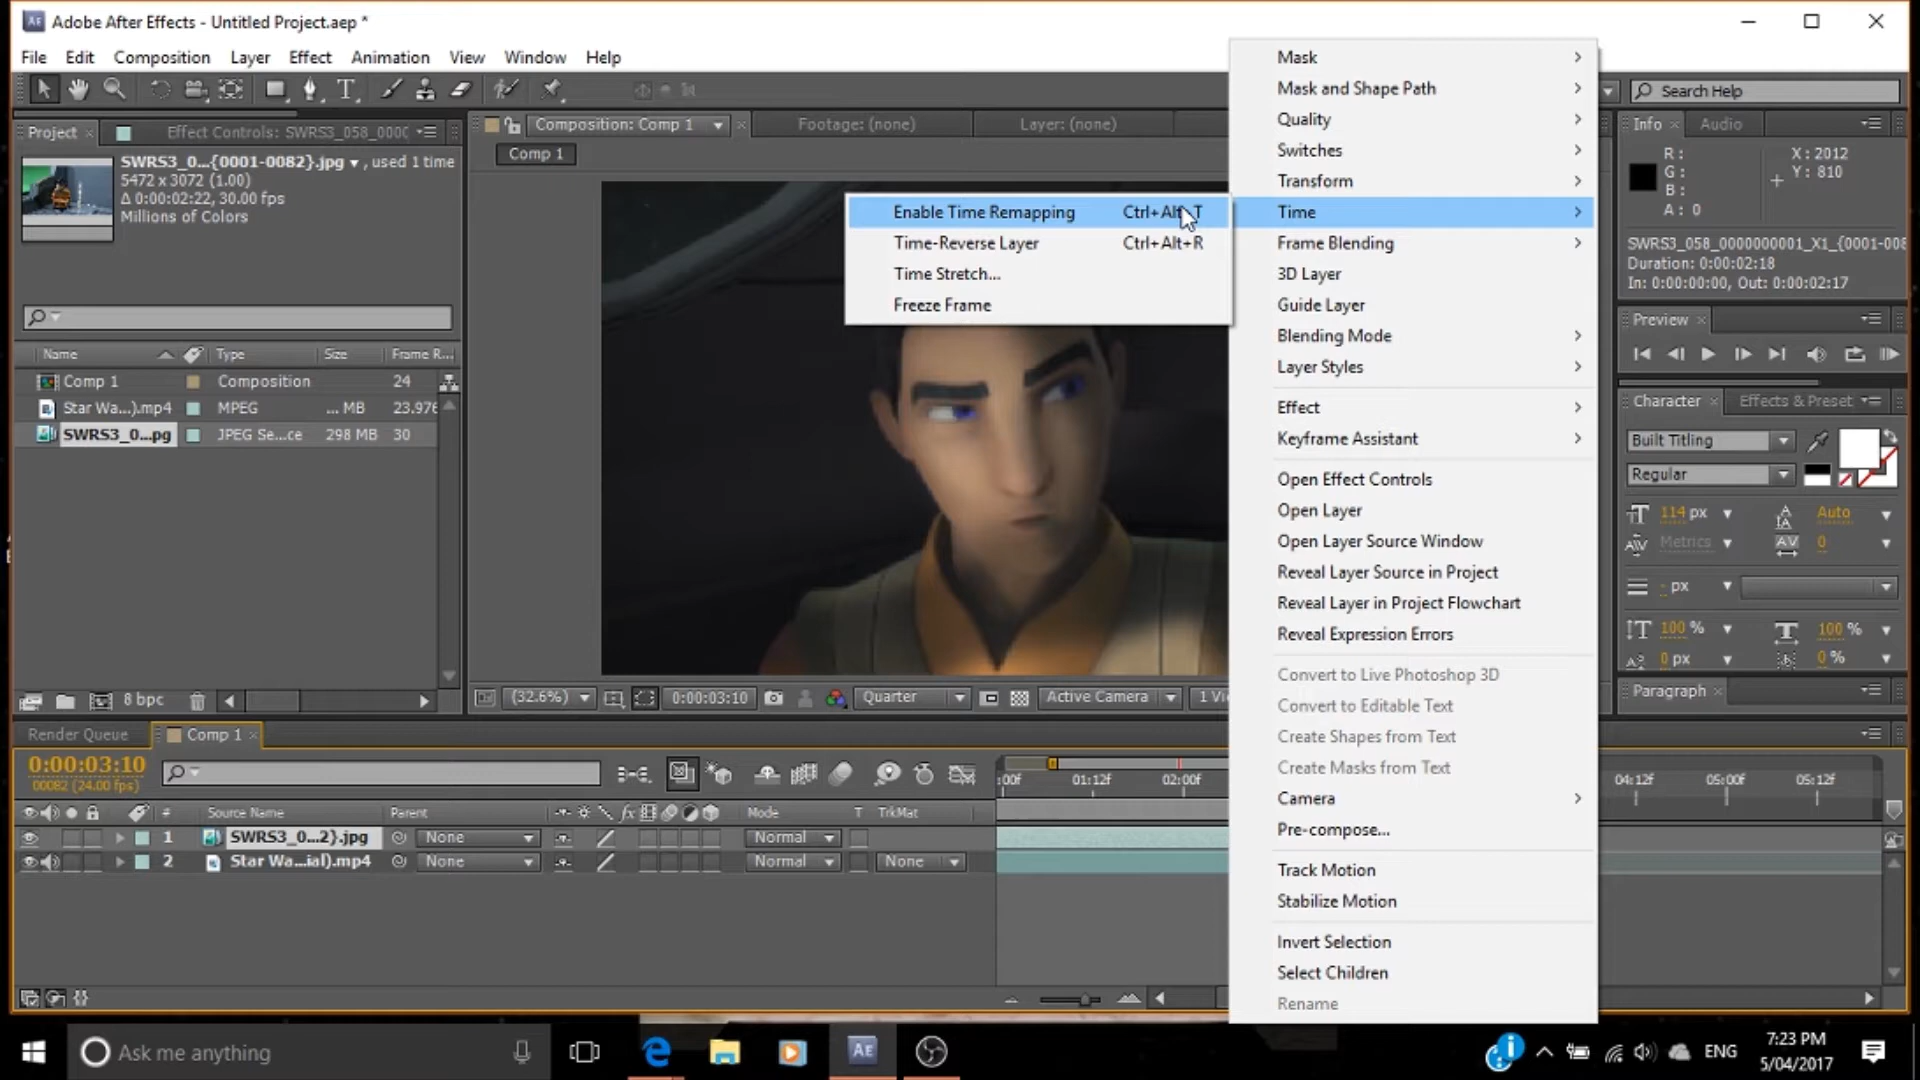 Adobe After Effects - Untitled Project.aep *
File Edit Composition Layer Effect Animation View Window Help
Search Help
Project Effect Controls: SWRS3_058_000C
SWRS3_0...{0001-0082}.jpg , used 1 time
5472 x 3072 (1.00)
Δ 0:00:02:22, 30.00 fps
Millions of Colors
Name Type Size Frame R...
Comp 1 Composition 24
Star Wa...).mp4 MPEG ... MB 23.976
SWRS3_0...pg JPEG Se...ce 298 MB 30
8 bpc
Composition: Comp 1 Footage: (none) Layer: (none)
Comp 1
(32.6%) 0:00:03:10 Quarter Active Camera 1 Vi
Enable Time Remapping Ctrl+Alt+T
Time-Reverse Layer Ctrl+Alt+R
Time Stretch...
Freeze Frame
Mask
Mask and Shape Path
Quality
Switches
Transform
Time
Frame Blending
3D Layer
Guide Layer
Blending Mode
Layer Styles
Effect
Keyframe Assistant
Open Effect Controls
Open Layer
Open Layer Source Window
Reveal Layer Source in Project
Reveal Layer in Project Flowchart
Reveal Expression Errors
Convert to Live Photoshop 3D
Convert to Editable Text
Create Shapes from Text
Create Masks from Text
Camera
Pre-compose...
Track Motion
Stabilize Motion
Invert Selection
Select Children
Rename
Info Audio
R: X: 2012
G: Y: 810
B:
A: 0
SWRS3_058_0000000001_X1_{0001-008
Duration: 0:00:02:18
In: 0:00:00:00, Out: 0:00:02:17
Preview
Character Effects & Preset
Built Titling
Regular
114 px Auto
Metrics 0
- px
100 % 100 %
0 px 0 %
Paragraph
Render Queue Comp 1
0:00:03:10
00082 (24.00 fps)
:00f 01:12f 02:00f 04:12f 05:00f 05:12f
# Source Name Parent Mode T TrkMat
1 SWRS3_0...2}.jpg None Normal
2 Star Wa...ial).mp4 None Normal None
Ask me anything
AE
ENG
7:23 PM
5/04/2017